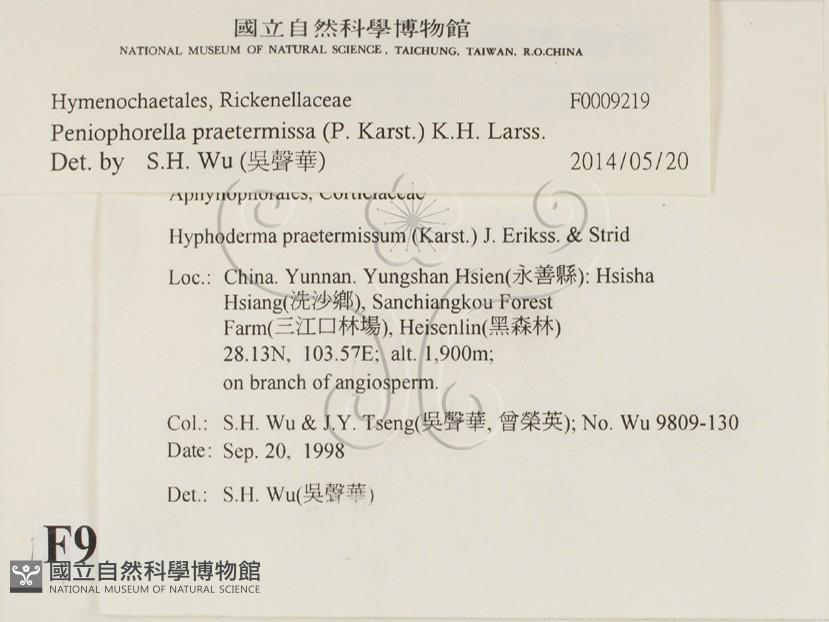 國立自然科學博物館
NATIONAL MUSEUM OF NATURAL SCIENCE, TAICHUNG, TAIWAN, R.O.CHINA
Hymenochaetales, Rickenellaceae F0009219
Peniophorella praetermissa (P. Karst.) K.H. Larss.
Det. by S.H. Wu (吳聲華) 2014/05/20
Aphyllophorales, Corticiaceae
Hyphoderma praetermissum (Karst.) J. Erikss. & Strid
Loc.: China. Yunnan. Yungshan Hsien(永善縣): Hsisha
Hsiang(冼沙鄉), Sanchiangkou Forest
Farm(三江口林場), Heisenlin(黑森林)
28.13N, 103.57E; alt. 1,900m;
on branch of angiosperm.
Col.: S.H. Wu & J.Y. Tseng(吳聲華, 曾榮英); No. Wu 9809-130
Date: Sep. 20, 1998
Det.: S.H. Wu(吳聲華)
F9
國立自然科學博物館
NATIONAL MUSEUM OF NATURAL SCIENCE